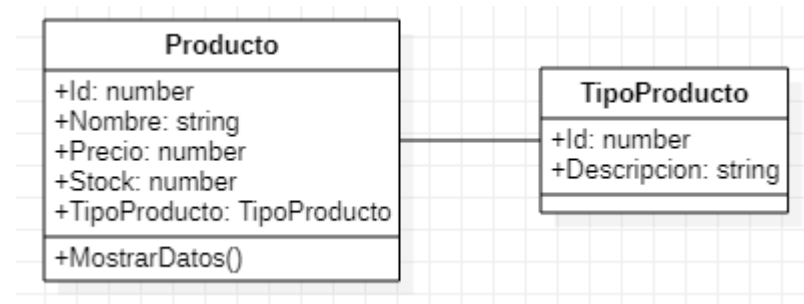 Producto
+Id: number
+Nombre: string
+Precio: number
+Stock: number
+TipoProducto: TipoProducto
+MostrarDatos()
TipoProducto
+Id: number
+Descripcion: string